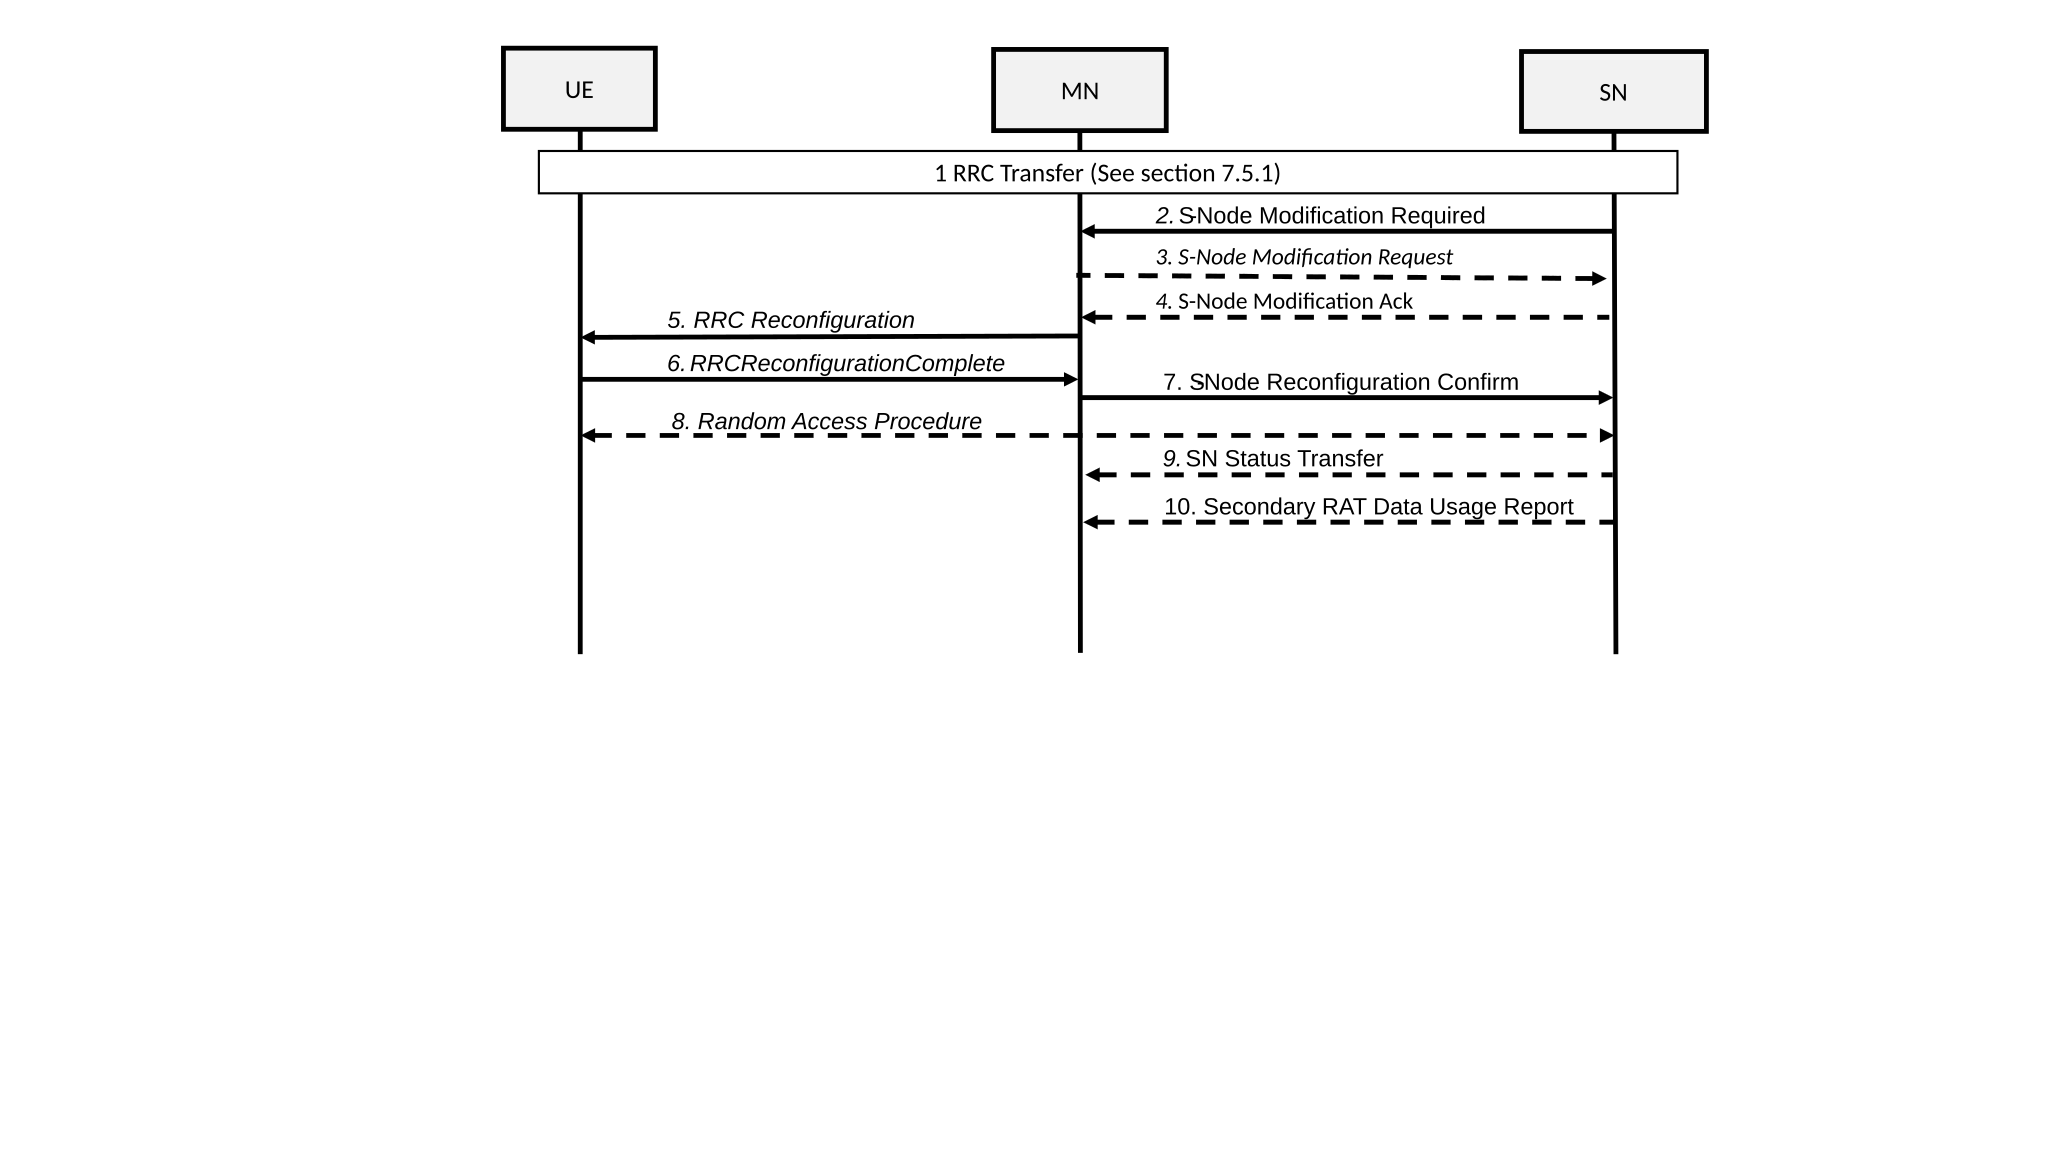 UE
MN
SN
1 RRC Transfer (See section 7.5.1)
2. S-Node Modification Required
3. S-Node Modification Request
4. S-Node Modification Ack
5. RRC Reconfiguration
6. RRCReconfigurationComplete
7. S-Node Reconfiguration Confirm
8. Random Access Procedure
9. SN Status Transfer
10. Secondary RAT Data Usage Report